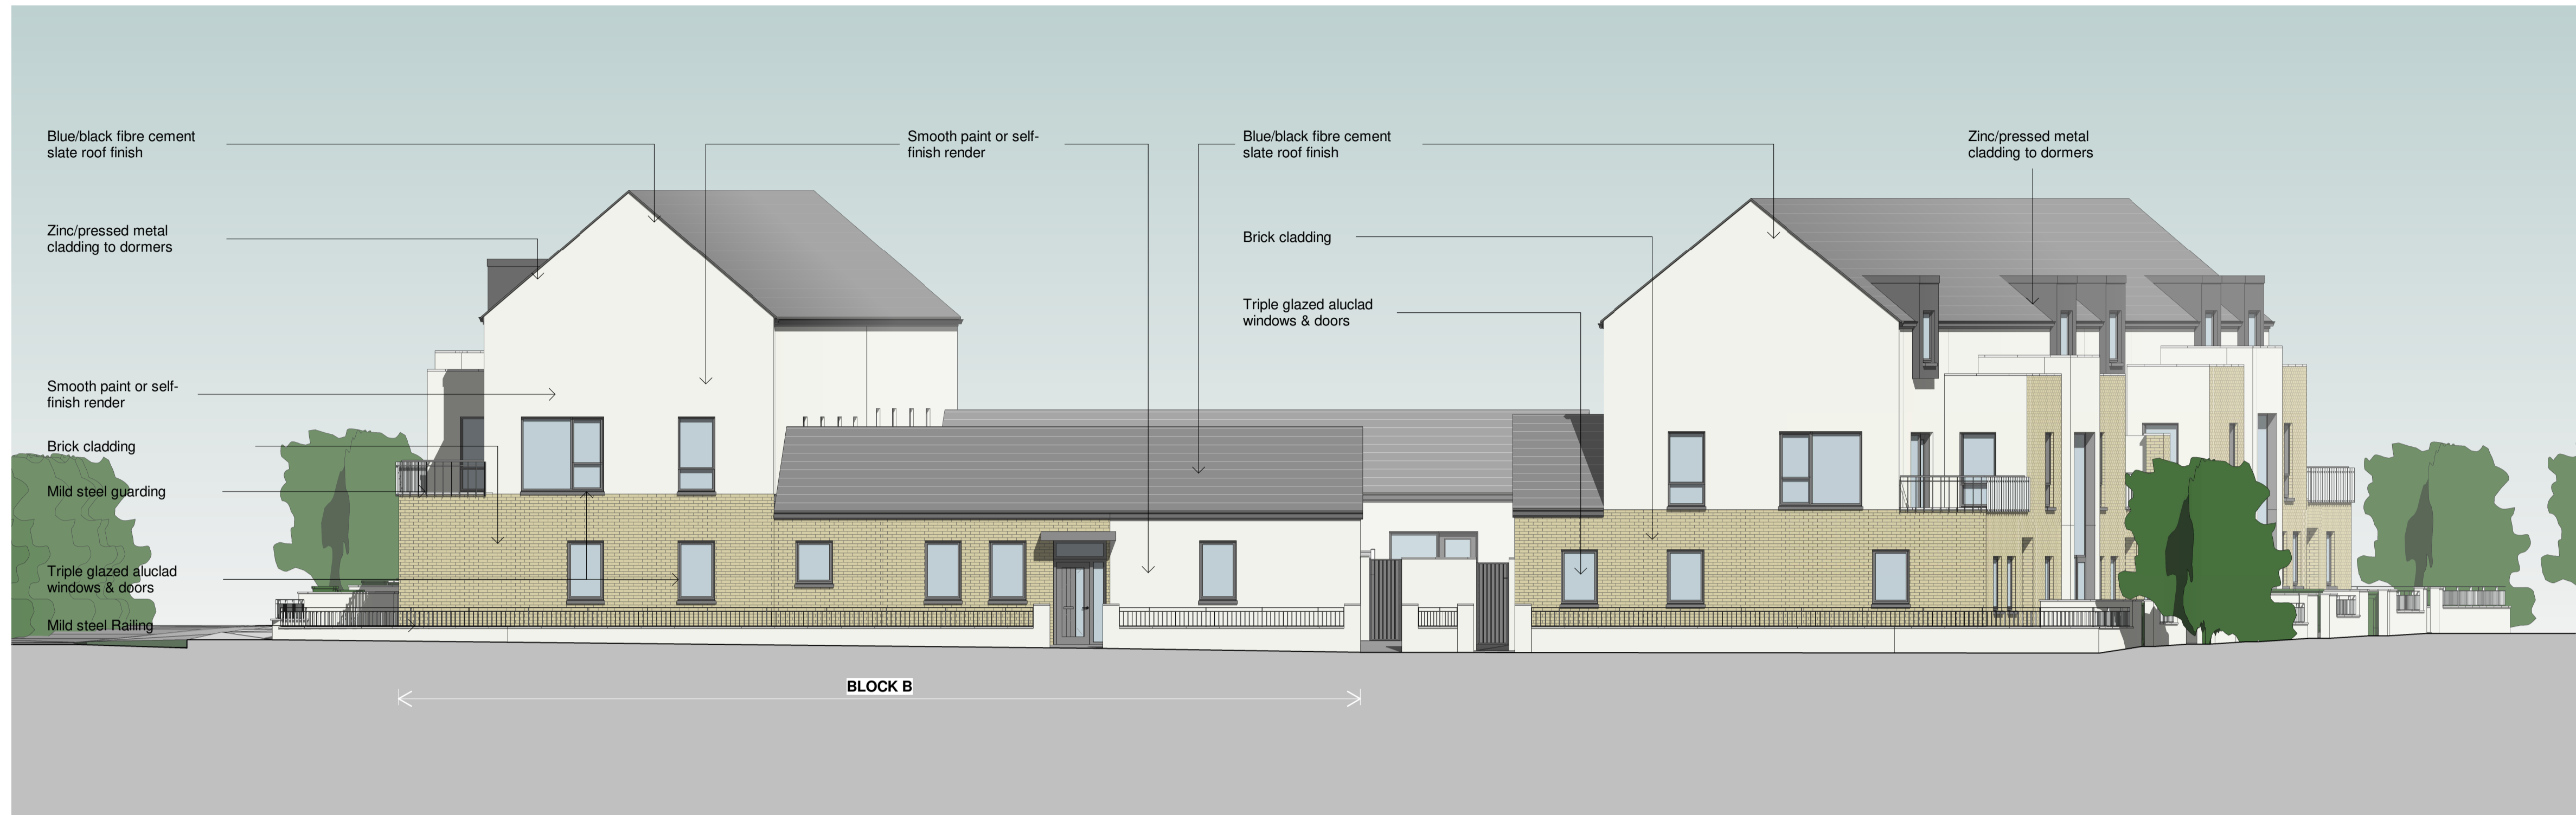 Blue/black fibre cement
slate roof finish
Smooth paint or self-
finish render
Blue/black fibre cement
slate roof finish
Zinc/pressed metal
cladding to dormers
Zinc/pressed metal
cladding to dormers
Brick cladding
Triple glazed aluclad
windows & doors
Smooth paint or self-
finish render
Brick cladding
Mild steel guarding
Triple glazed aluclad
windows & doors
Mild steel Railing
BLOCK B